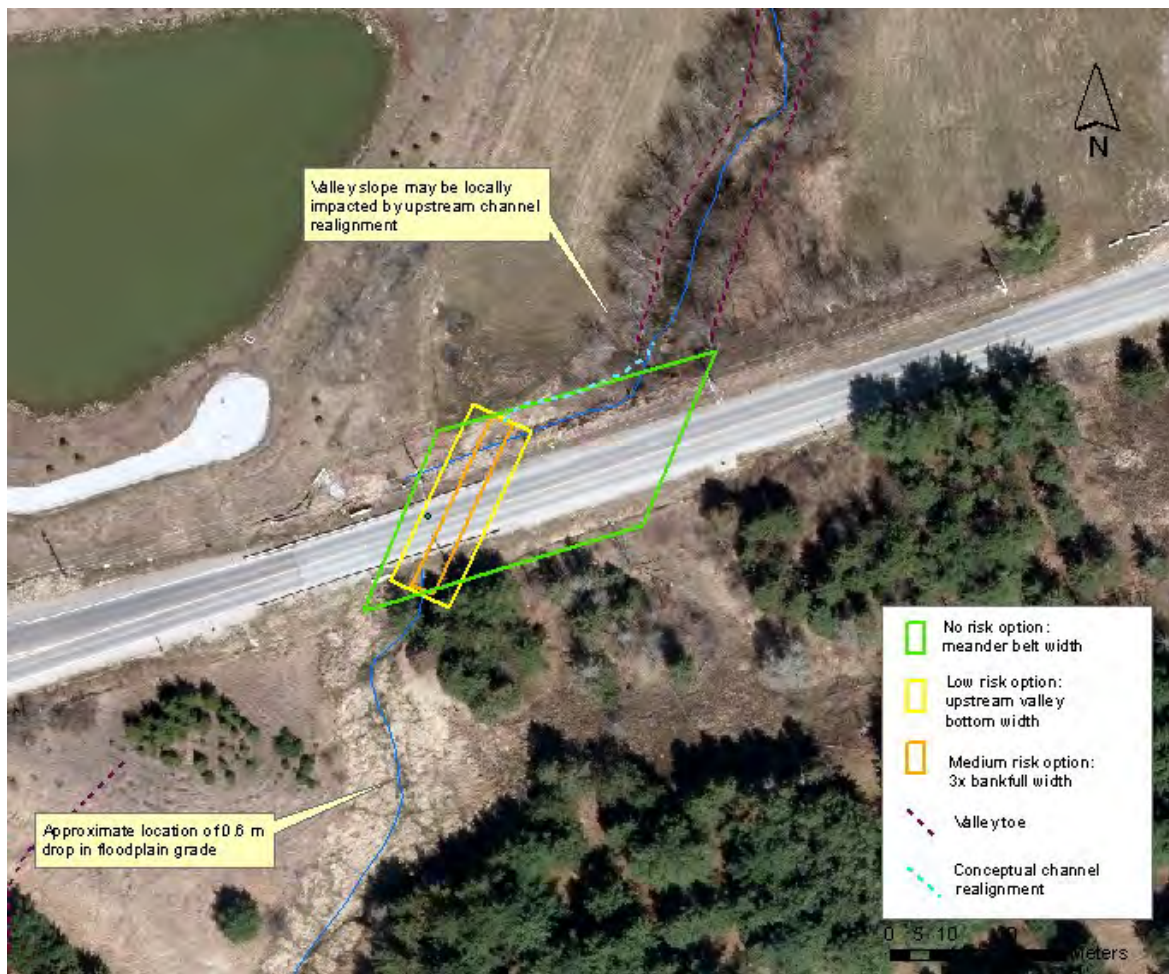 N
Valley slope may be locally
impacted by upstream channel
realignment
No risk option:
meander belt width
Low risk option:
upstream valley
bottom width
Medium risk option:
3x bankfull width
Valley toe
Conceptual channel
realignment
Approximate location of 0.6 m
drop in floodplain grade
0 5 10
Meters